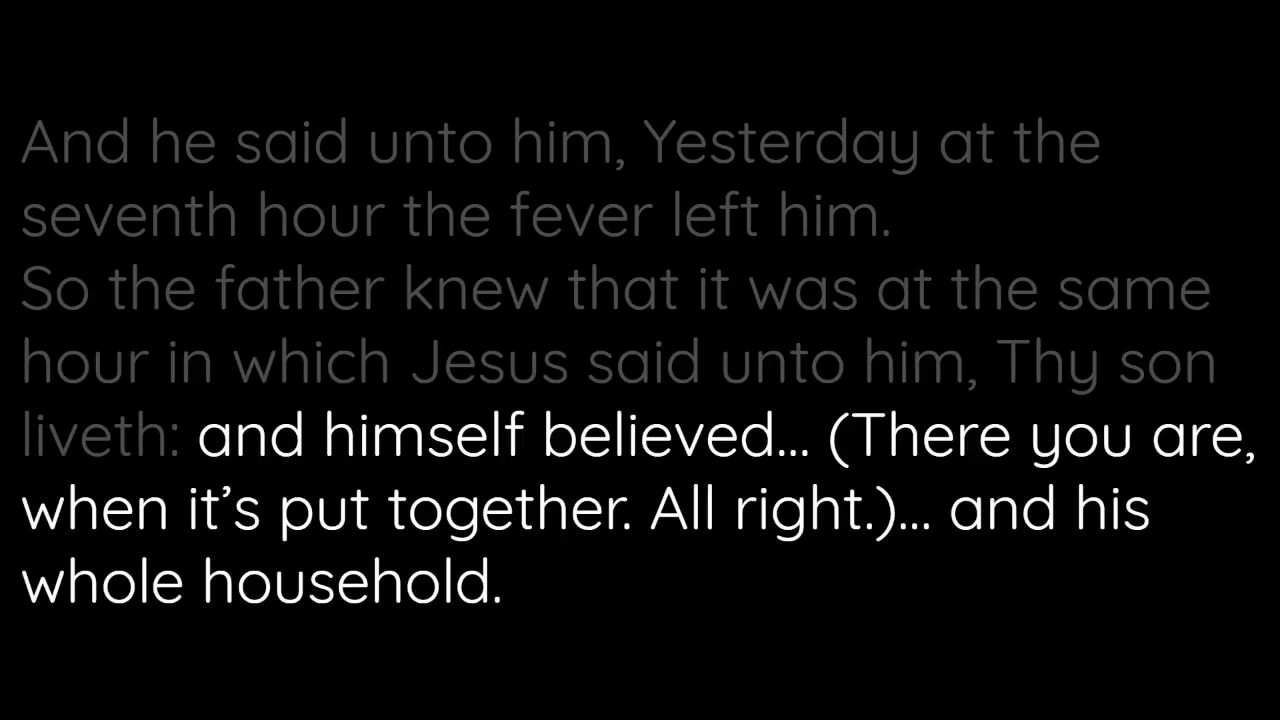 And he said unto him, Yesterday at the
seventh hour the fever left him.
So the father knew that it was at the same
hour in which Jesus said unto him, Thy son
liveth: and himself believed... (There you are,
when it’s put together. All right.)... and his
whole household.